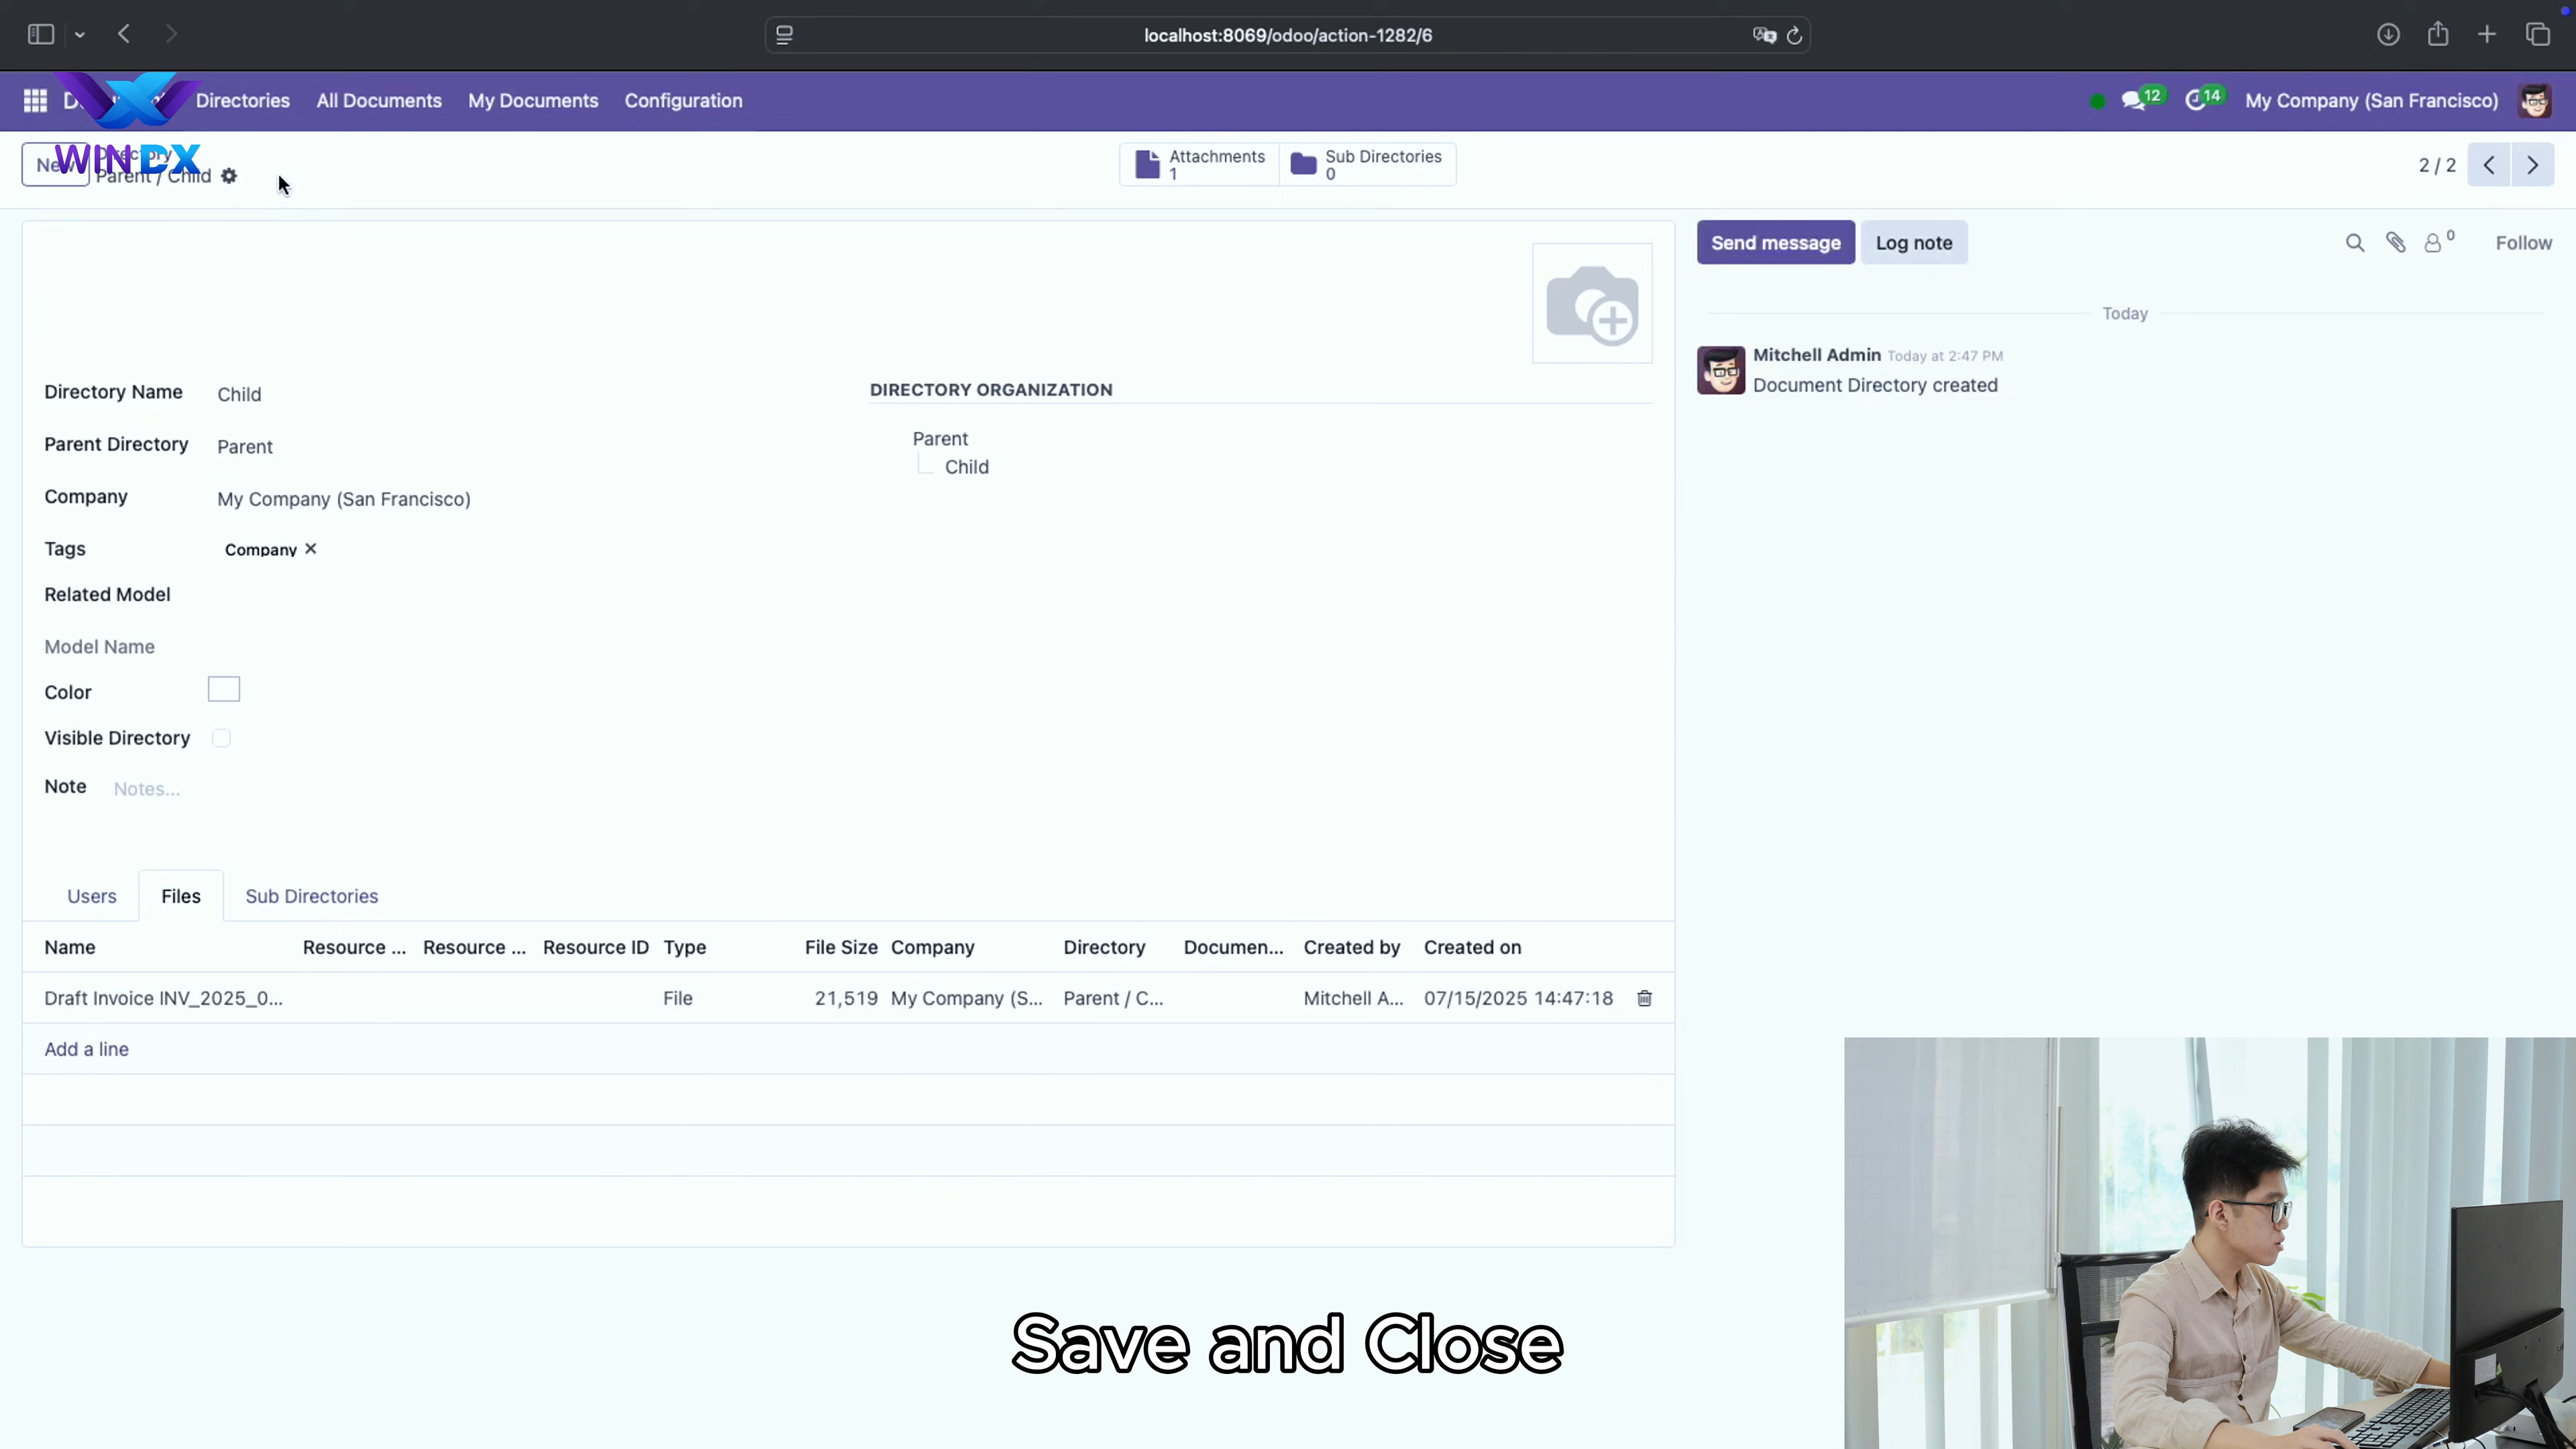 localhost:8069/odoo/action-1282/6
Directories
All Documents
My Documents
Configuration
12
14
My Company (San Francisco)
WINDX
Directory
Parent / Child
Attachments
1
Sub Directories
0
2 / 2
Send message
Log note
0
Follow
Today
Mitchell Admin Today at 2:47 PM
Document Directory created
Directory Name Child
Parent Directory Parent
Company My Company (San Francisco)
Tags Company
Related Model
Model Name
Color
Visible Directory
Note Notes...
DIRECTORY ORGANIZATION
Parent
Child
Users Files Sub Directories
Name Resource ... Resource ... Resource ID Type File Size Company Directory Documen... Created by Created on
Draft Invoice INV_2025_0... File 21,519 My Company (S... Parent / C... Mitchell A... 07/15/2025 14:47:18
Add a line
Save and Close